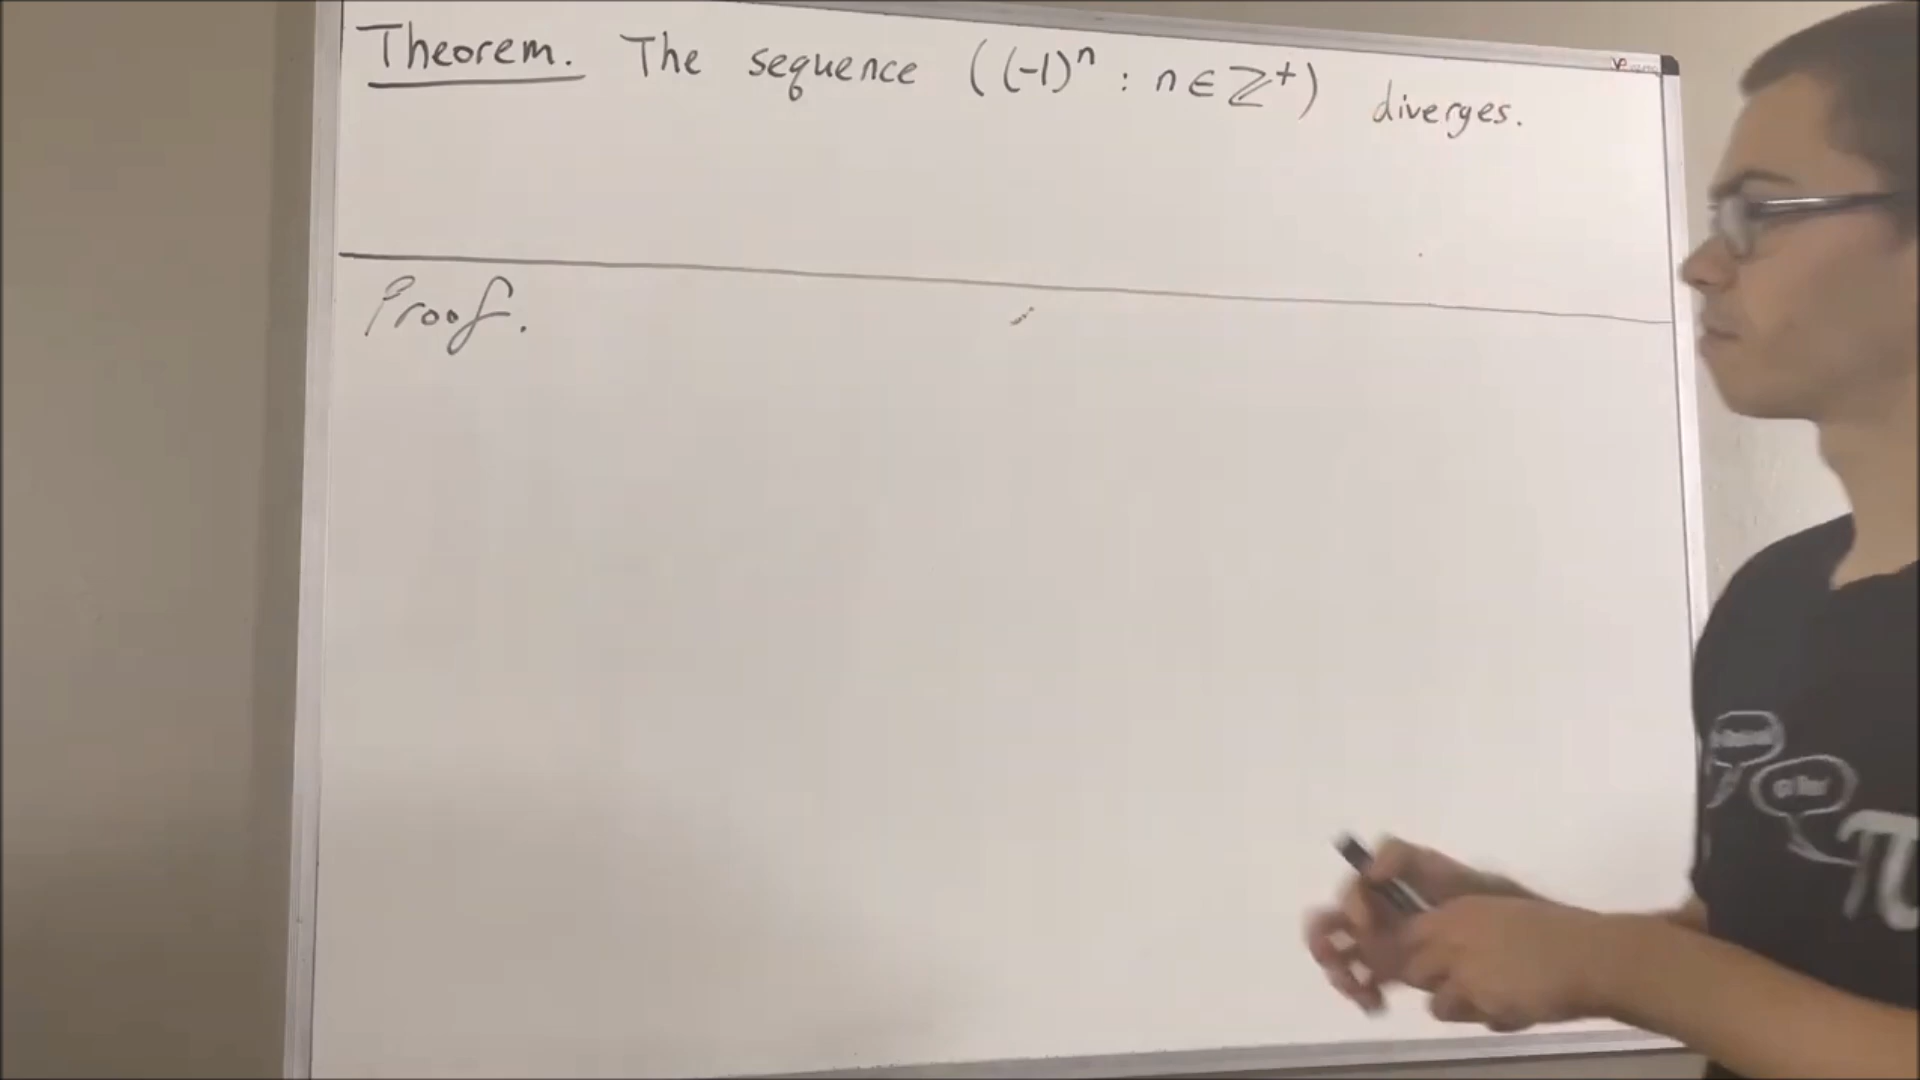 Theorem. The sequence ((-1)ⁿ : n ∈ ℤ⁺) diverges.
Proof.
π